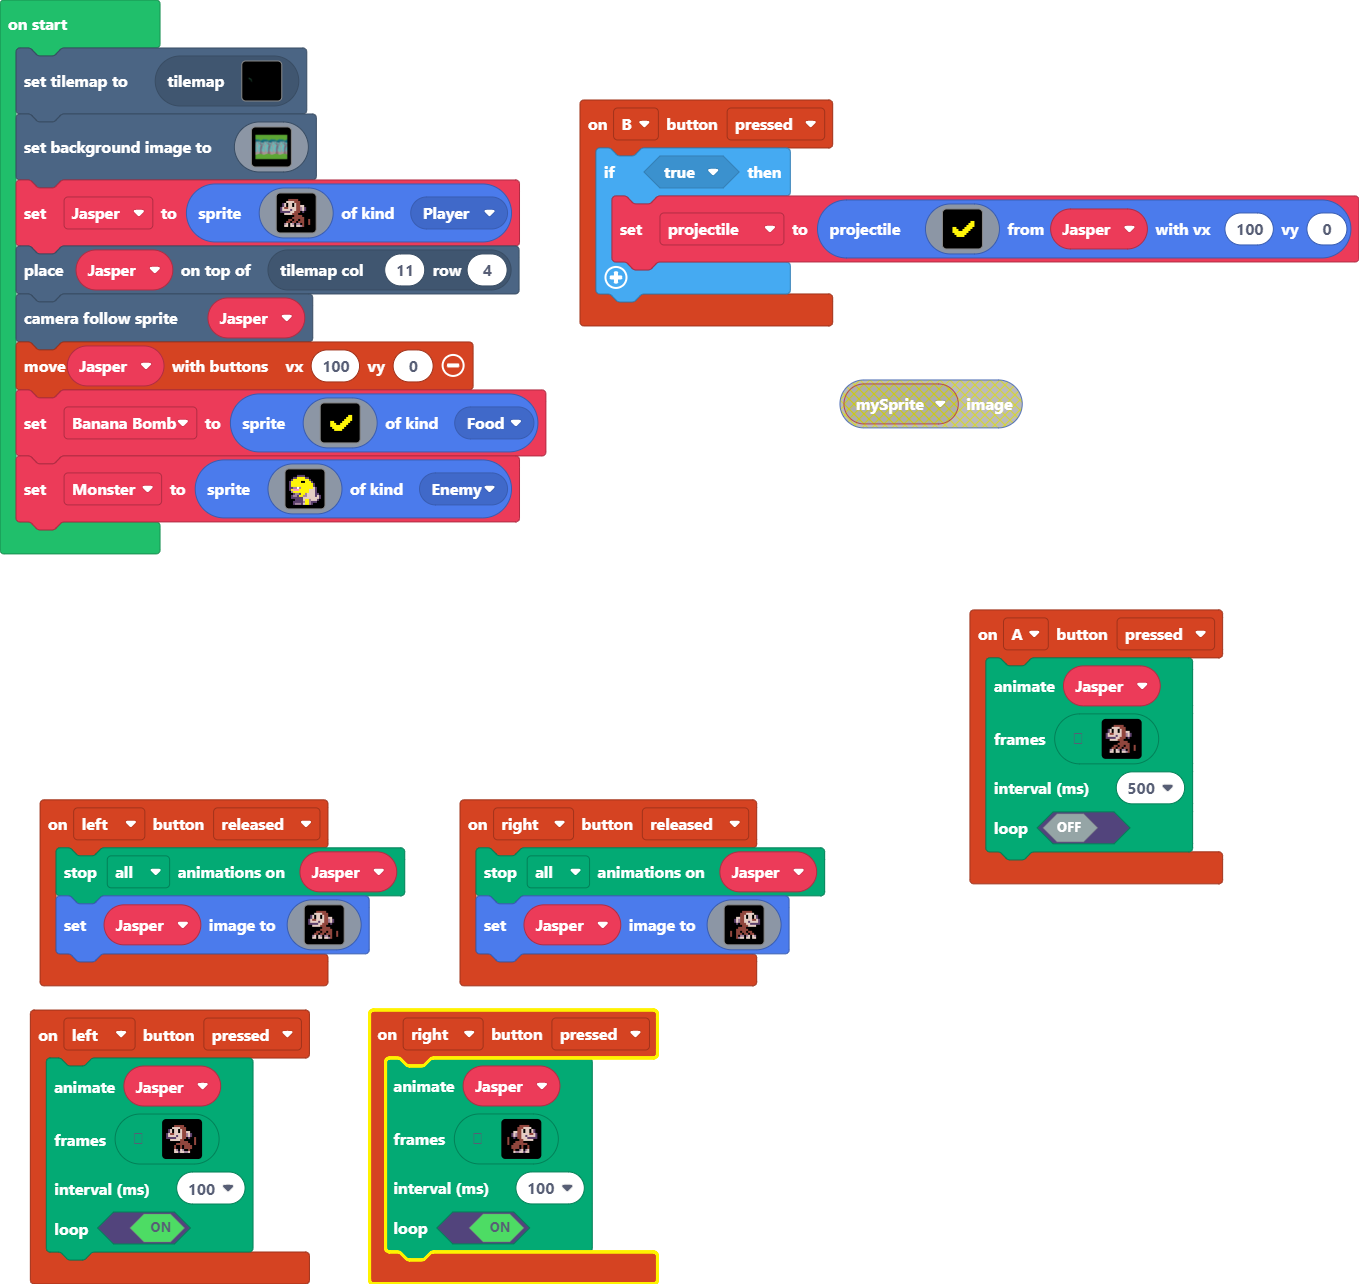 on start
set tilemap to tilemap
set background image to
set Jasper to sprite of kind Player
place Jasper on top of tilemap col 11 row 4
camera follow sprite Jasper
move Jasper with buttons vx 100 vy 0
set Banana Bomb to sprite of kind Food
set Monster to sprite of kind Enemy
on B button pressed
if true then
set projectile to projectile from Jasper with vx 100 vy 0
mySprite image
on A button pressed
animate Jasper
frames
interval (ms) 500
loop OFF
on left button released
stop all animations on Jasper
set Jasper image to
on right button released
stop all animations on Jasper
set Jasper image to
on left button pressed
animate Jasper
frames
interval (ms) 100
loop ON
on right button pressed
animate Jasper
frames
interval (ms) 100
loop ON